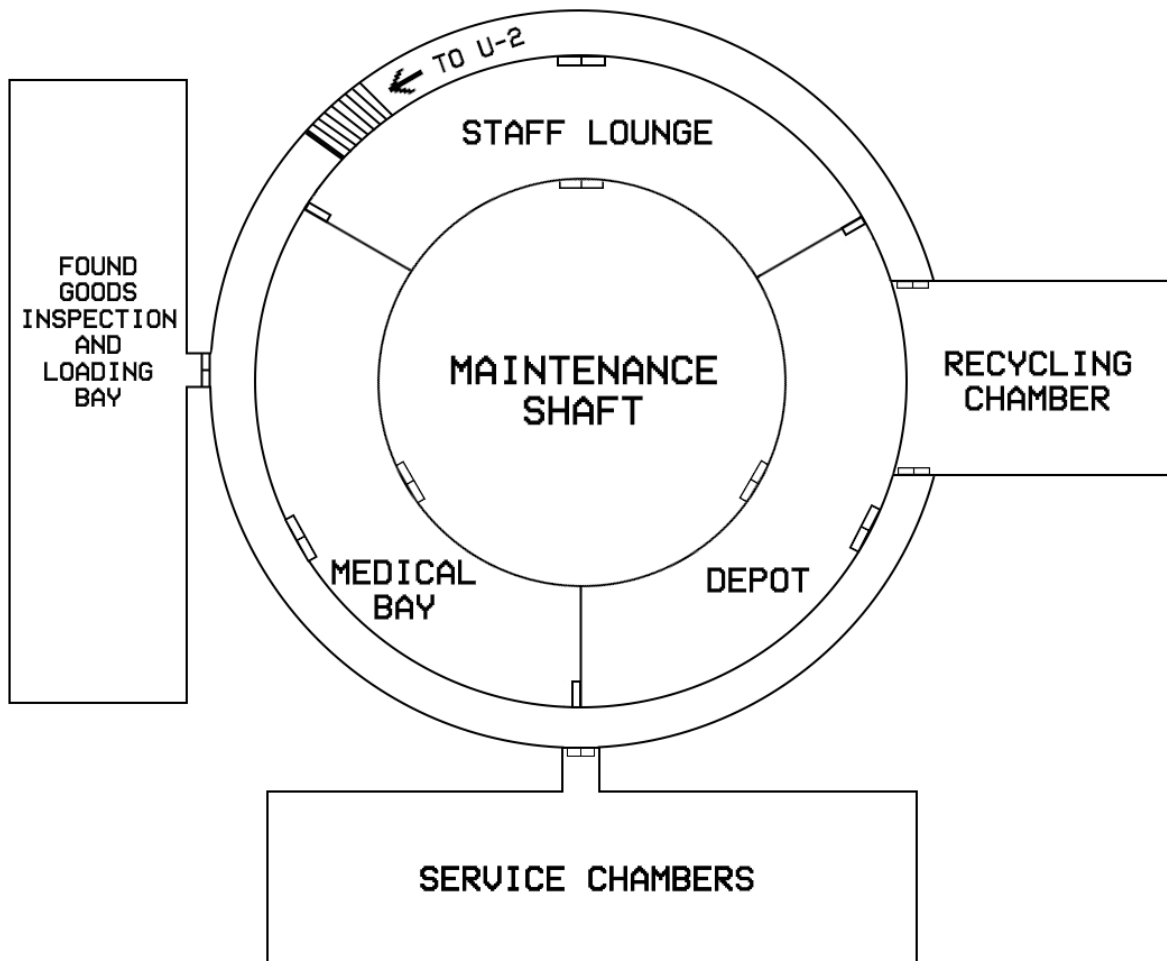 TO U-2
STAFF LOUNGE
FOUND
GOODS
INSPECTION
AND
LOADING
BAY
MAINTENANCE
SHAFT
RECYCLING
CHAMBER
MEDICAL
BAY
DEPOT
SERVICE CHAMBERS